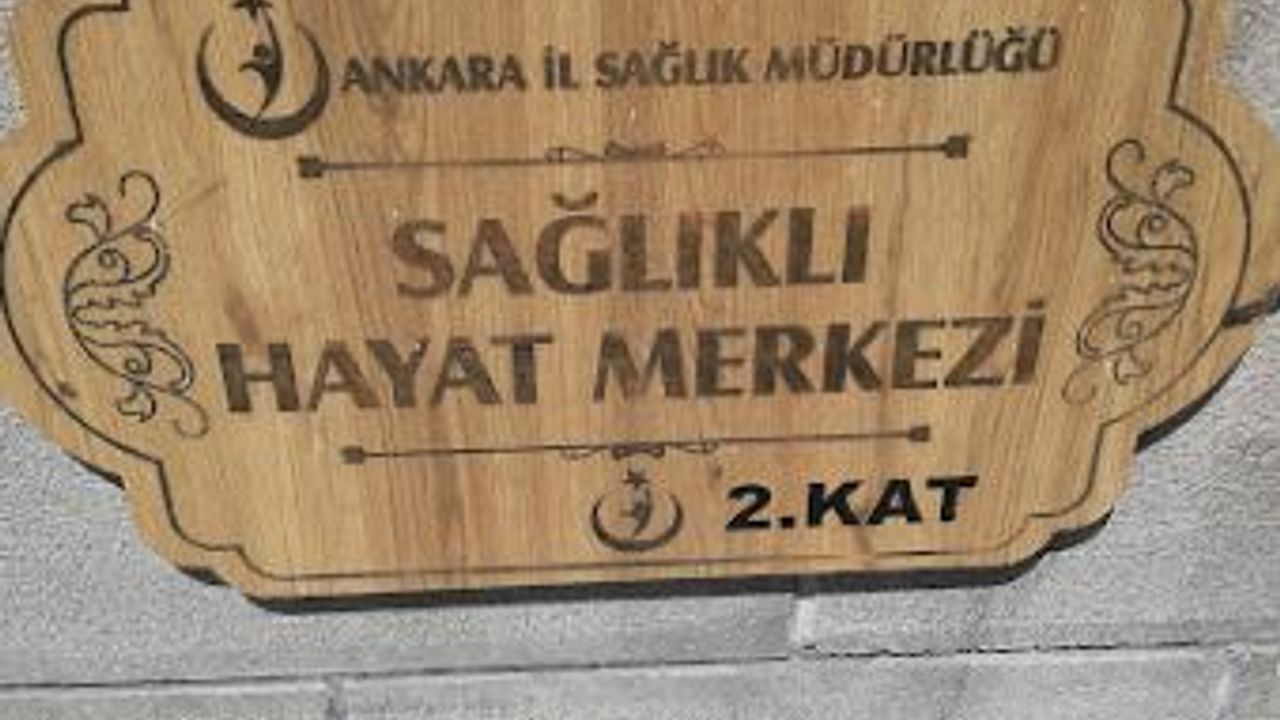 ANKARA İL SAĞLIK MÜDÜRLÜĞÜ
SAĞLIKLI
HAYAT MERKEZİ
2.KAT